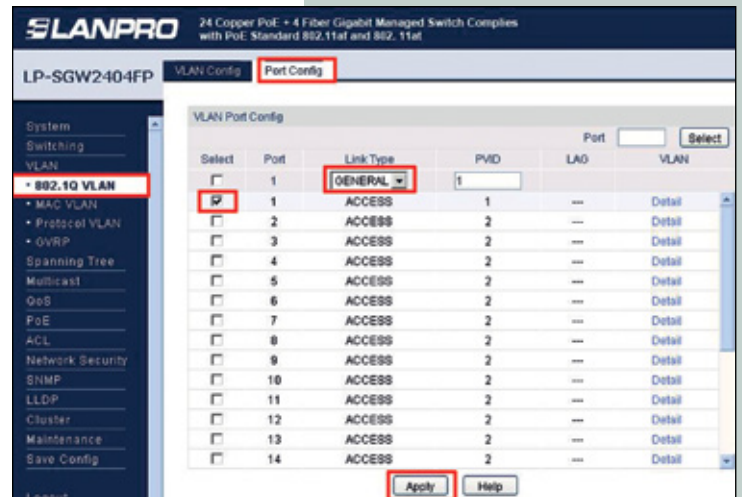 LANPRO
24 Copper PoE + 4 Fiber Gigabit Managed Switch Complies
with PoE Standard 802.11af and 802. 11at
LP-SGW2404FP
VLAN Config Port Config
System
Switching
VLAN
• 802.1Q VLAN
• MAC VLAN
• Protocol VLAN
• GVRP
Spanning Tree
Multicast
QoS
PoE
ACL
Network Security
SNMP
LLDP
Cluster
Maintenance
Save Config
Logout
VLAN Port Config
Port Select
Select Port Link Type PVID LAG VLAN
1 GENERAL 1
1 ACCESS 1 --- Detail
2 ACCESS 2 --- Detail
3 ACCESS 2 --- Detail
4 ACCESS 2 --- Detail
5 ACCESS 2 --- Detail
6 ACCESS 2 --- Detail
7 ACCESS 2 --- Detail
8 ACCESS 2 --- Detail
9 ACCESS 2 --- Detail
10 ACCESS 2 --- Detail
11 ACCESS 2 --- Detail
12 ACCESS 2 --- Detail
13 ACCESS 2 --- Detail
14 ACCESS 2 --- Detail
Apply Help